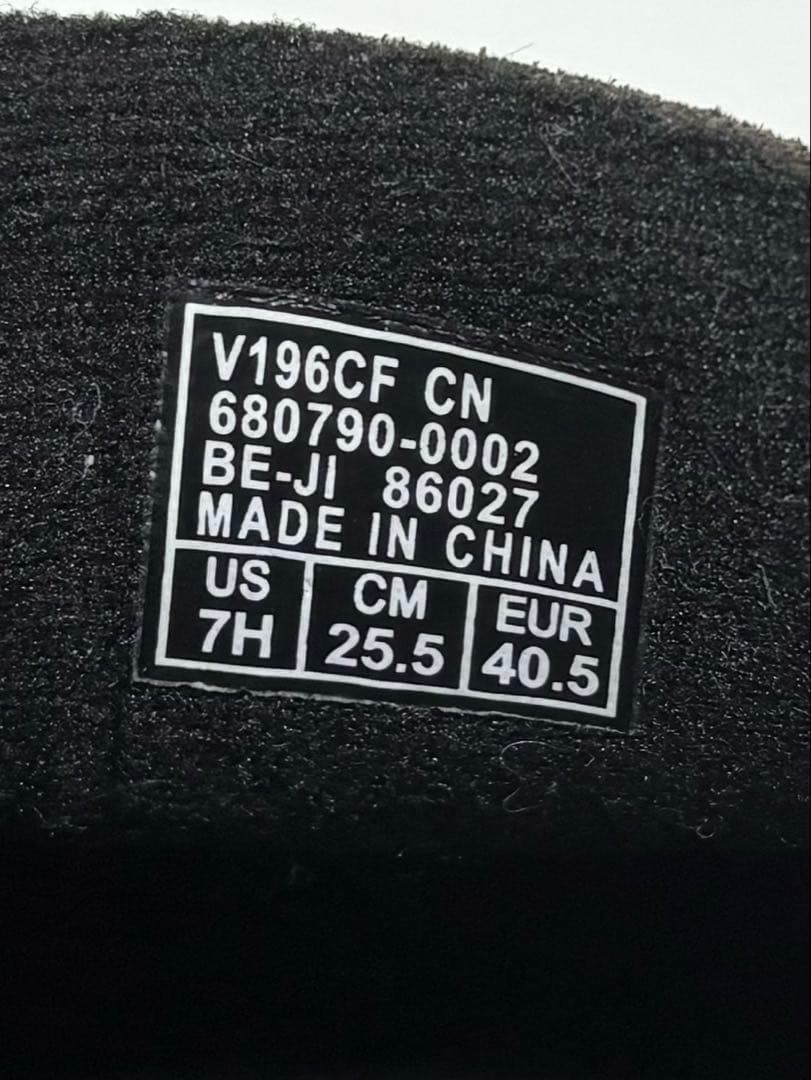 V196CF CN
680790-0002
BE-JI 86027
MADE IN CHINA
US CM EUR
7H 25.5 40.5